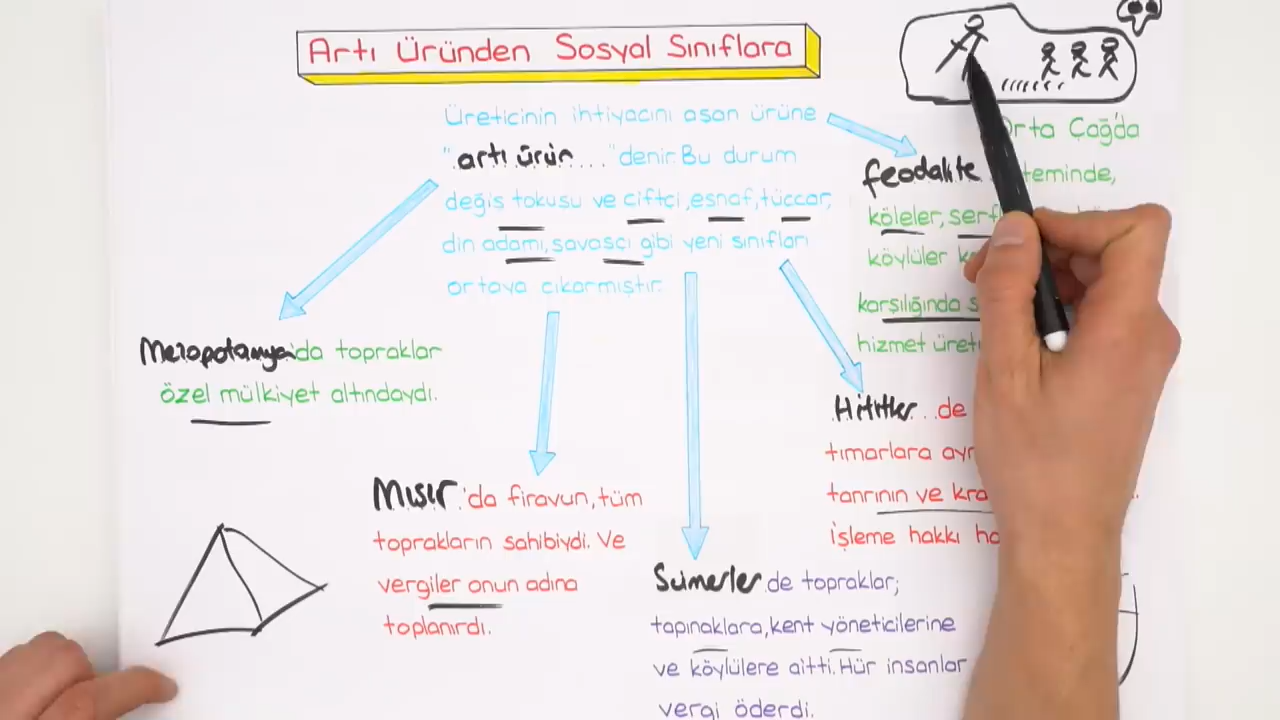 Artı Üründen Sosyal Sınıflara
Üreticinin ihtiyacını aşan ürüne
"artı ürün....." denir. Bu durum
değiş tokuşu ve çiftçi, esnaf, tüccar,
din adamı, savaşçı gibi yeni sınıfları
ortaya çıkarmıştır.
Orta Çağ'da
feodalite
köleler,
köylüler
karşılığında
hizmet
Mezopotamya'da topraklar
özel mülkiyet altındaydı.
Hititler...de
tımarlara
tanrının ve
işleme hakkı
Mısır'da firavun, tüm
toprakların sahibiydi. Ve
vergiler onun adına
toplanırdı.
Sümerler de topraklar;
tapınaklara, kent yöneticilerine
ve köylülere aitti. Hür insanlar
vergi öderdi.